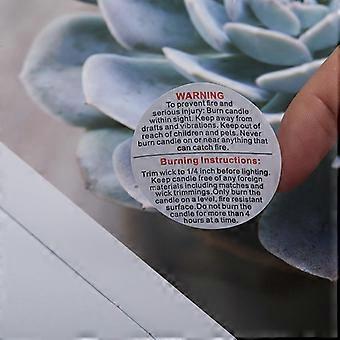 WARNING
To prevent fire and
serious injury: Burn candle
within sight. Keep away from
drafts and vibrations. Keep out of
reach of children and pets. Never
burn candle on or near anything that
can catch fire.
Burning Instructions:
Trim wick to 1/4 inch before lighting.
Keep candle free of any foreign
materials including matches and
wick trimmings.Only burn the
candle on a level, fire resistant
surface.Do not burn the
candle for more than 4
hours at a time.